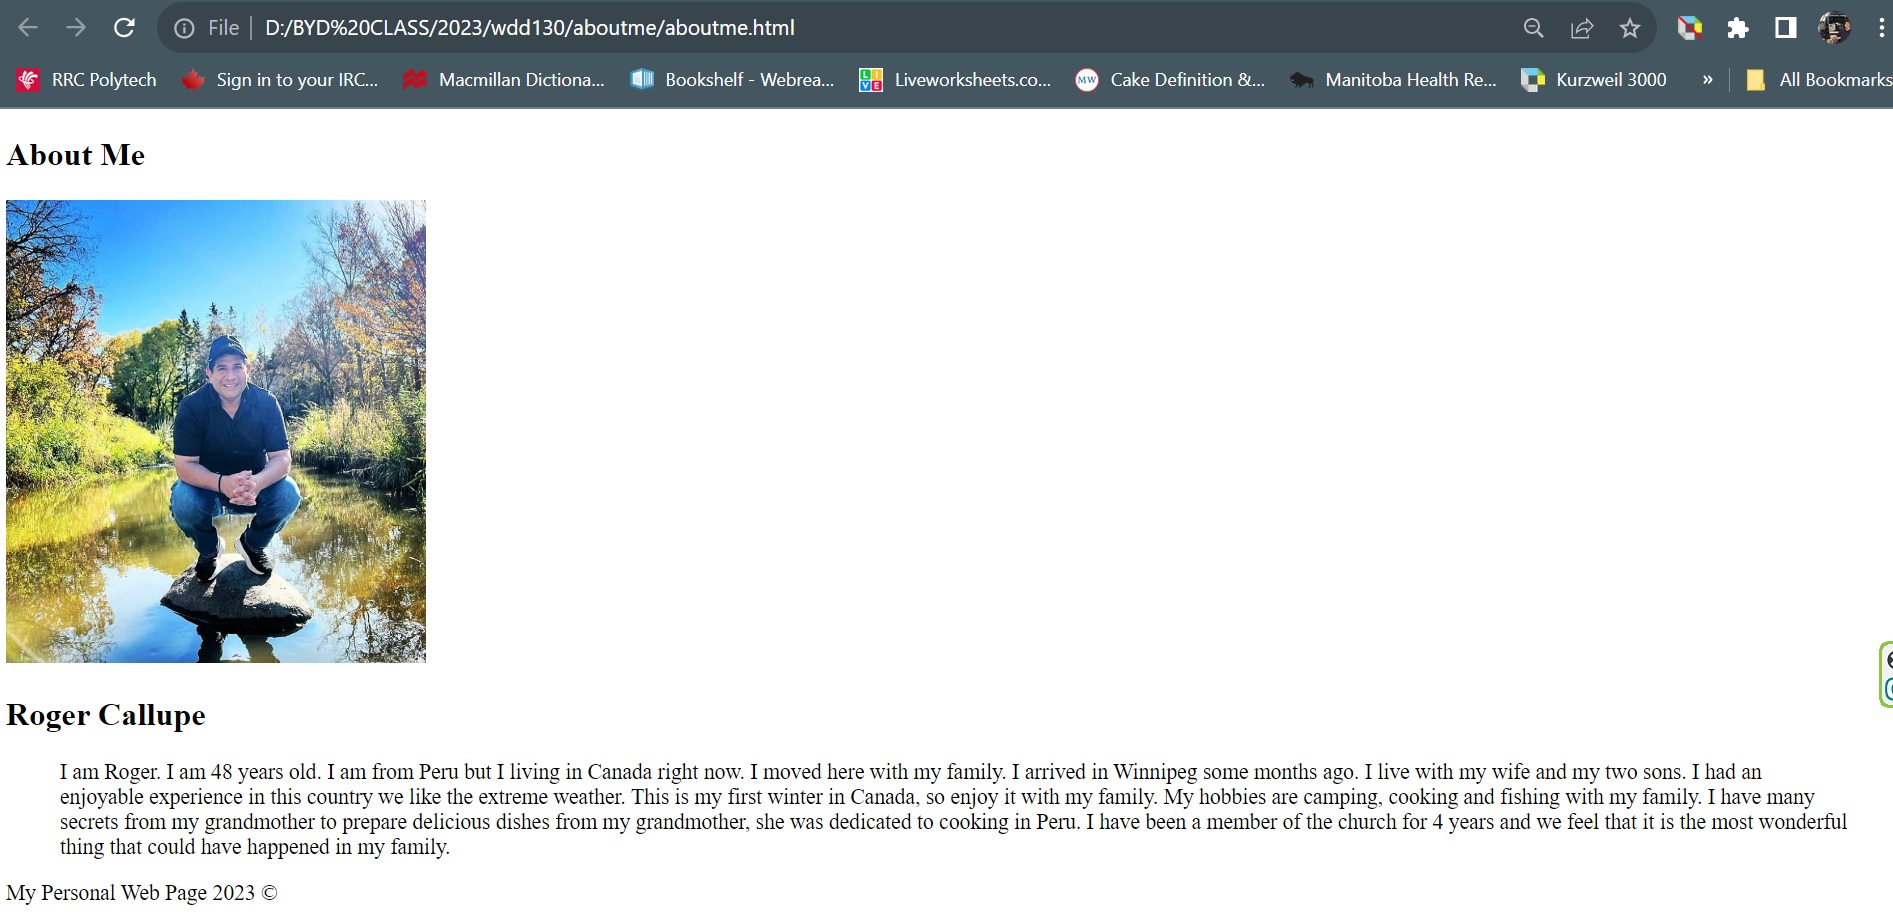 File | D:/BYD%20CLASS/2023/wdd130/aboutme/aboutme.html
RRC Polytech Sign in to your IRC... Macmillan Dictiona... Bookshelf - Webrea... LIVE Liveworksheets.co... MW Cake Definition &... Manitoba Health Re... Kurzweil 3000 » All Bookmarks
About Me
Roger Callupe
I am Roger. I am 48 years old. I am from Peru but I living in Canada right now. I moved here with my family. I arrived in Winnipeg some months ago. I live with my wife and my two sons. I had an
enjoyable experience in this country we like the extreme weather. This is my first winter in Canada, so enjoy it with my family. My hobbies are camping, cooking and fishing with my family. I have many
secrets from my grandmother to prepare delicious dishes from my grandmother, she was dedicated to cooking in Peru. I have been a member of the church for 4 years and we feel that it is the most wonderful
thing that could have happened in my family.
My Personal Web Page 2023 ©